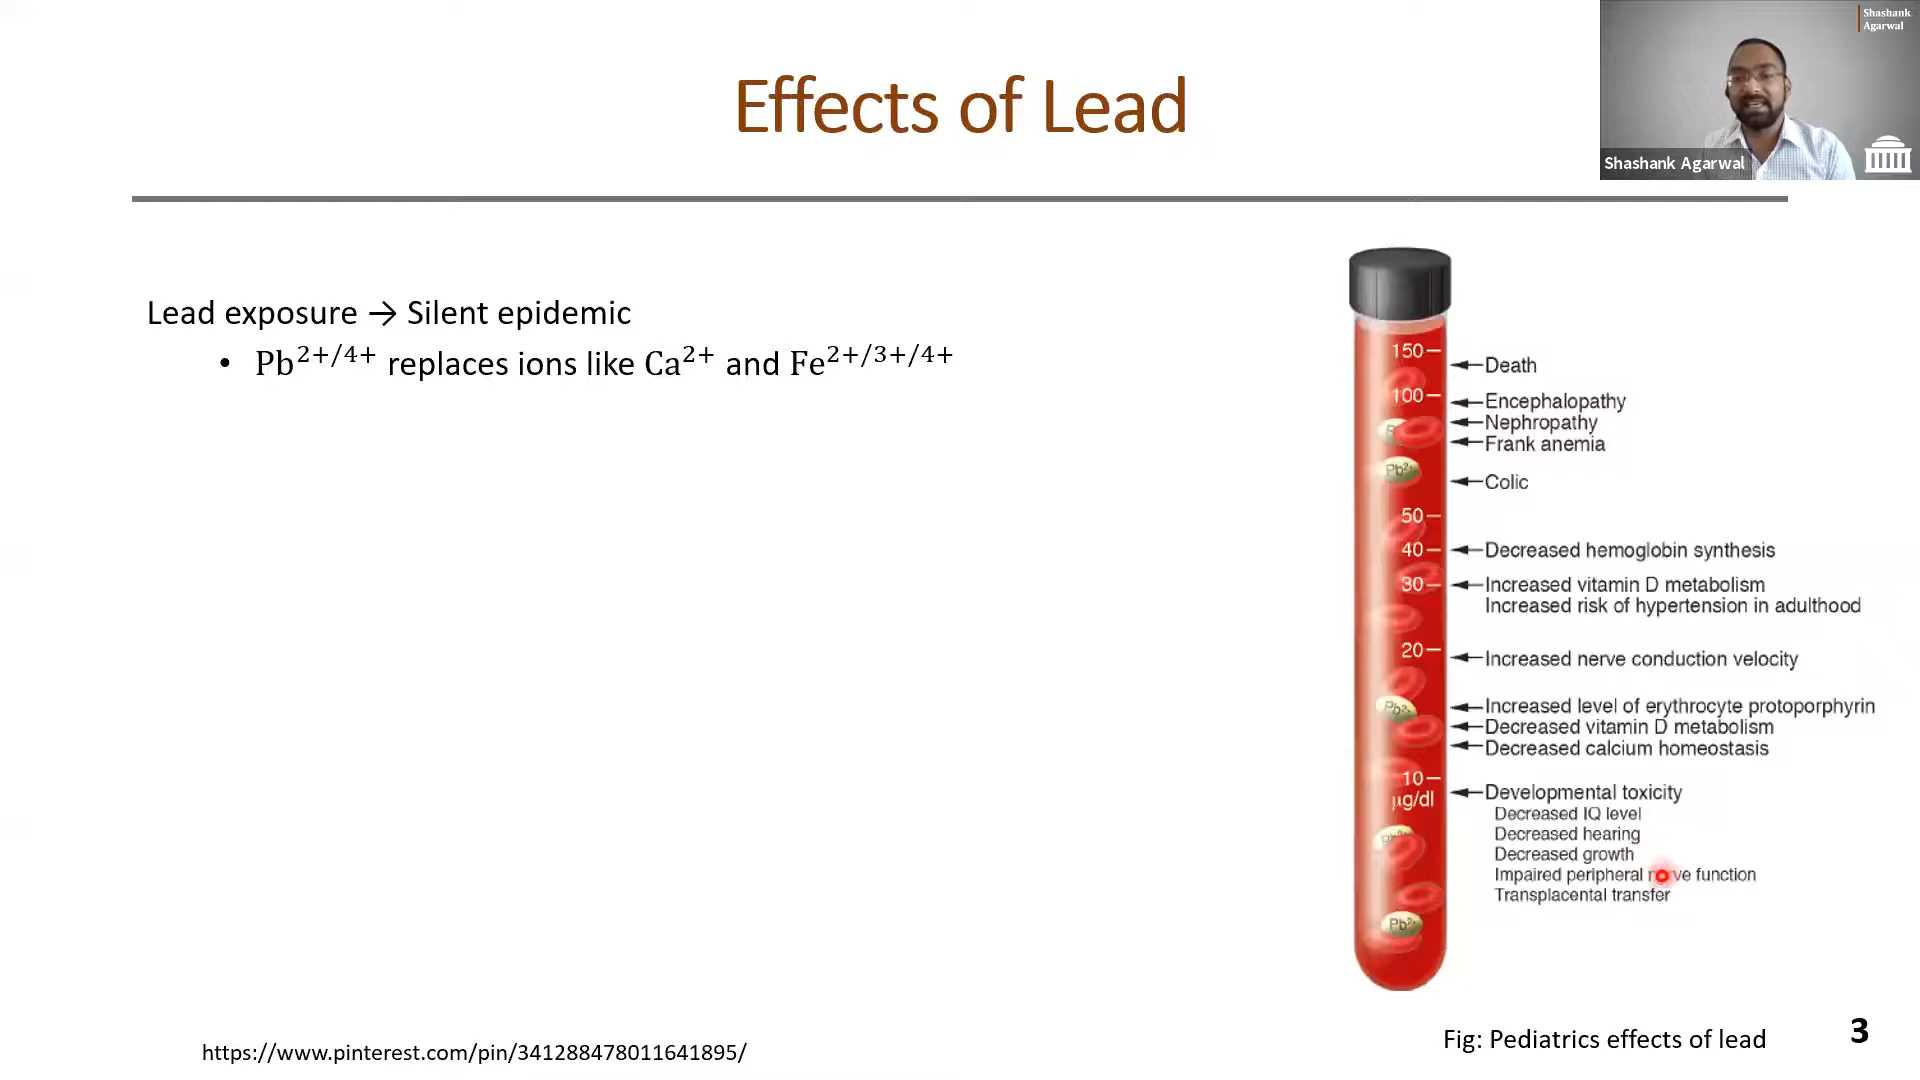 Effects of Lead
Shashank
Agarwal
Shashank Agarwal
Lead exposure → Silent epidemic
• Pb²⁺/⁴⁺ replaces ions like Ca²⁺ and Fe²⁺/³⁺/⁴⁺
150
Death
100
Encephalopathy
Nephropathy
Frank anemia
Pb²⁺
Colic
50
40
Decreased hemoglobin synthesis
30
Increased vitamin D metabolism
Increased risk of hypertension in adulthood
20
Increased nerve conduction velocity
Pb²⁺
Increased level of erythrocyte protoporphyrin
Decreased vitamin D metabolism
Decreased calcium homeostasis
10
µg/dl
Developmental toxicity
Decreased IQ level
Decreased hearing
Decreased growth
Impaired peripheral nerve function
Transplacental transfer
Pb²⁺
https://www.pinterest.com/pin/341288478011641895/
Fig: Pediatrics effects of lead
3